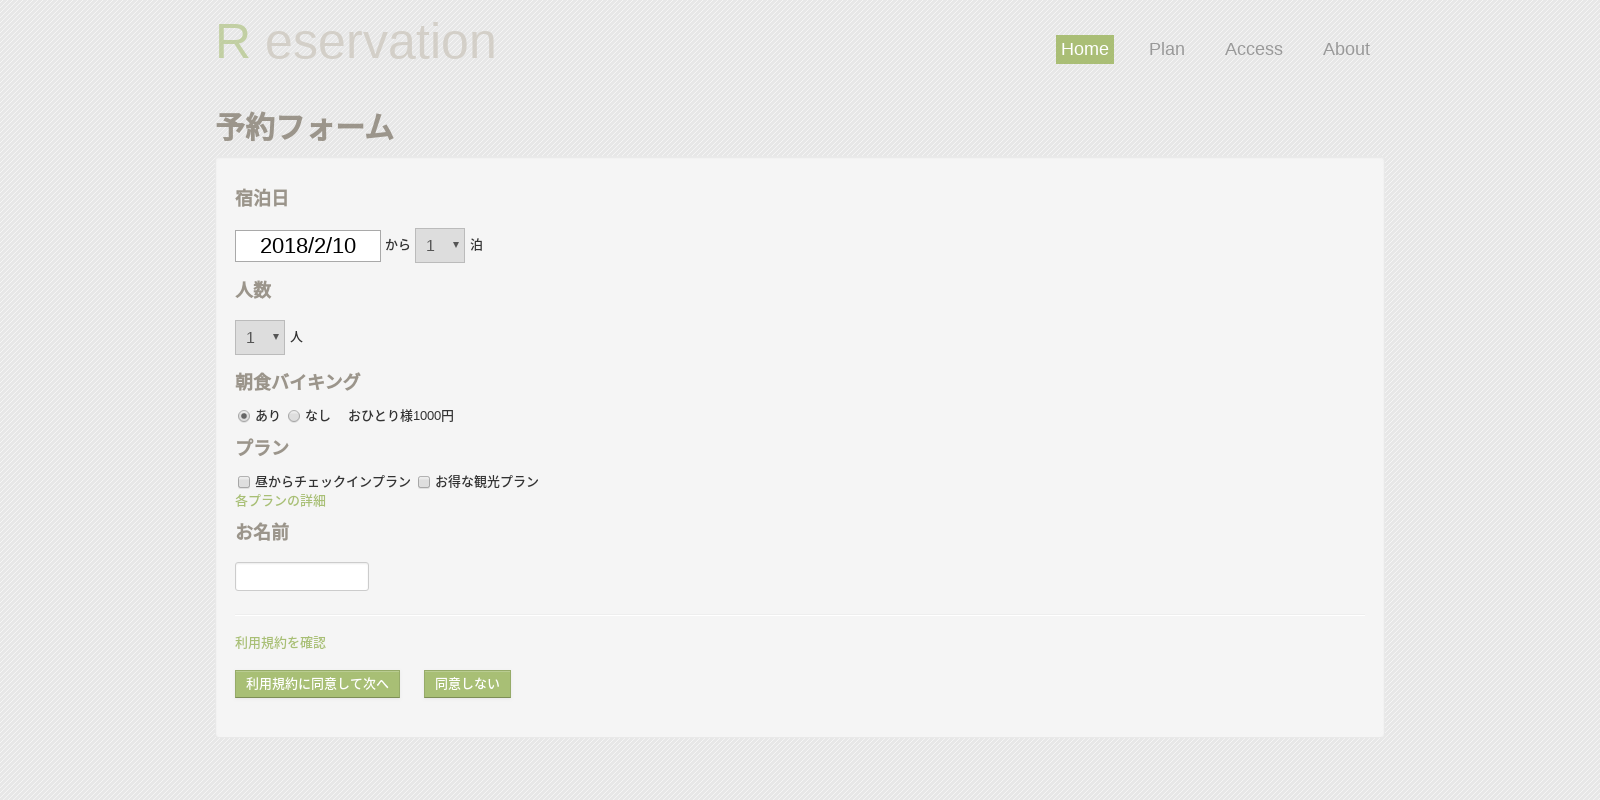 R eservation
Home Plan Access About
予約フォーム
宿泊日
2018/2/10 から 1 泊
人数
1 人
朝食バイキング
あり なし おひとり様1000円
プラン
昼からチェックインプラン お得な観光プラン
各プランの詳細
お名前
利用規約を確認
利用規約に同意して次へ 同意しない